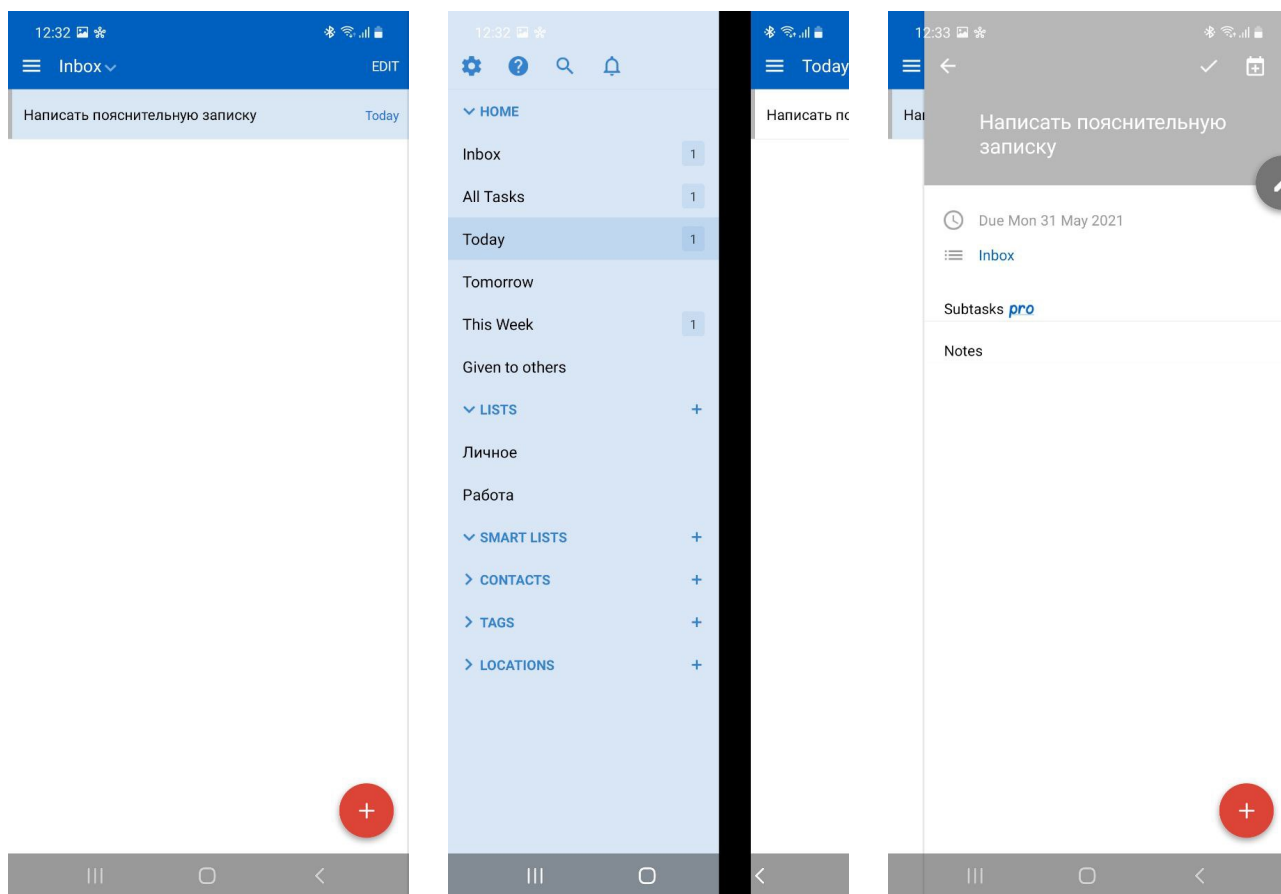 12:32
Inbox
EDIT
Написать пояснительную записку
Today
12:32
HOME
Inbox
1
All Tasks
1
Today
1
Tomorrow
This Week
1
Given to others
LISTS
Личное
Работа
SMART LISTS
CONTACTS
TAGS
LOCATIONS
Today
Написать по
12:33
Наг
Написать пояснительную
записку
Due Mon 31 May 2021
Inbox
Subtasks pro
Notes